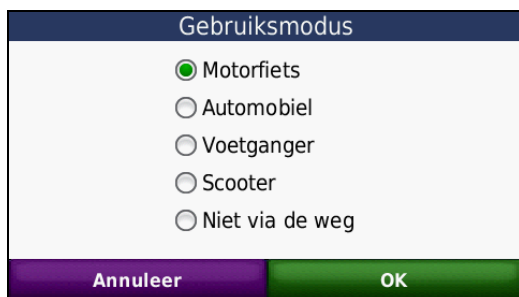 Gebruiksmodus
Motorfiets
Automobiel
Voetganger
Scooter
Niet via de weg
Annuleer OK